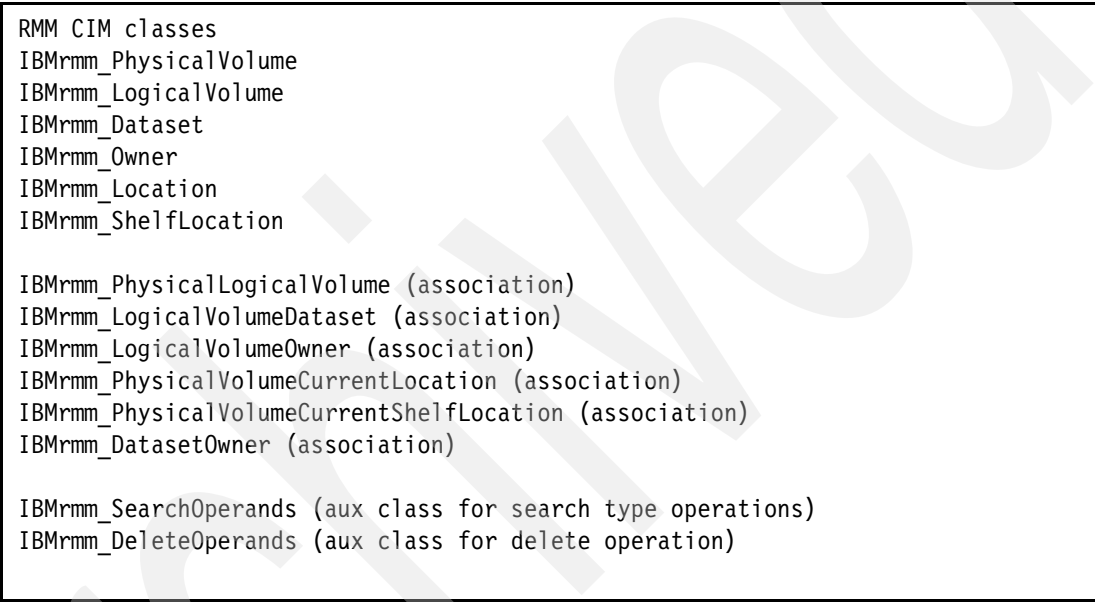 RMM CIM classes
IBMrmm_PhysicalVolume
IBMrmm_LogicalVolume
IBMrmm_Dataset
IBMrmm_Owner
IBMrmm_Location
IBMrmm_ShelfLocation

IBMrmm_PhysicalLogicalVolume (association)
IBMrmm_LogicalVolumeDataset (association)
IBMrmm_LogicalVolumeOwner (association)
IBMrmm_PhysicalVolumeCurrentLocation (association)
IBMrmm_PhysicalVolumeCurrentShelfLocation (association)
IBMrmm_DatasetOwner (association)

IBMrmm_SearchOperands (aux class for search type operations)
IBMrmm_DeleteOperands (aux class for delete operation)